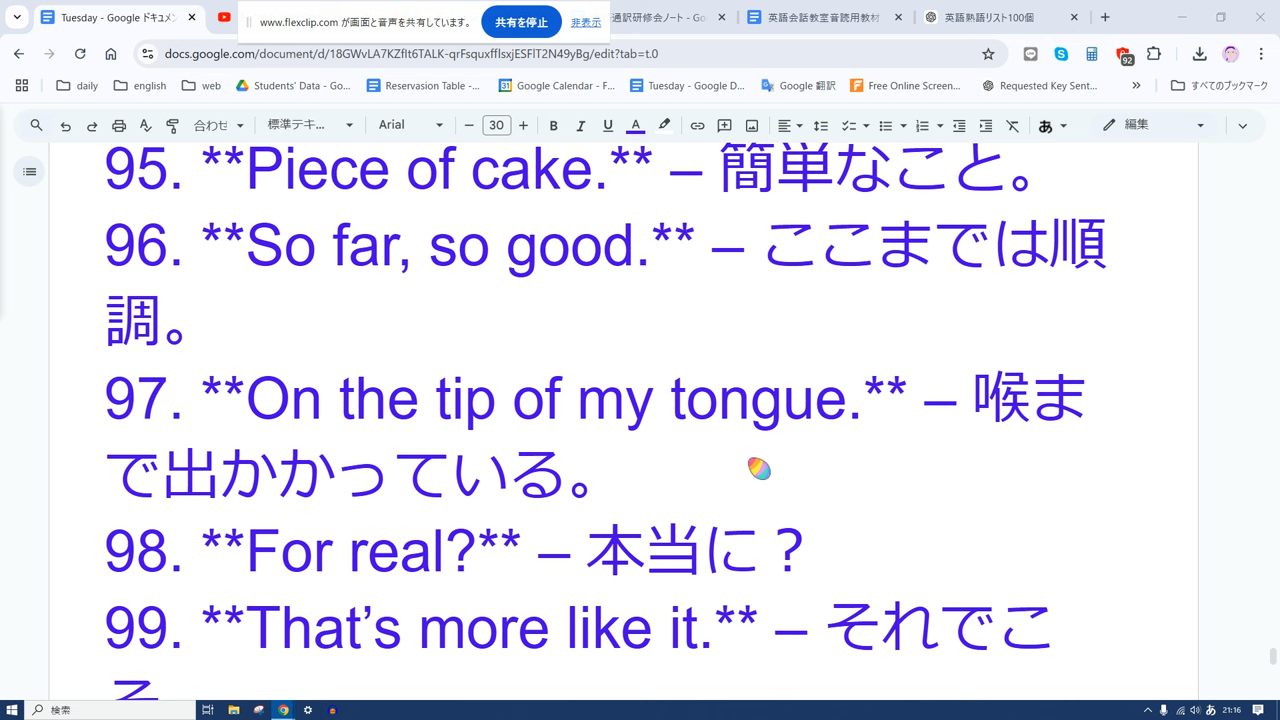 Tuesday - Google ドキュメン
www.flexclip.com が画面と音声を共有しています。
共有を停止
非表示
通訳研修会ノート - Go
英語会話教室音読用教材
英語熟語リスト100個
docs.google.com/document/d/18GWvLA7KZflt6TALK-qrFsquxfflsxjESFlT2N49yBg/edit?tab=t.0
92
daily
english
web
Students' Data - Go...
Reservasion Table -...
Google Calendar - F...
Tuesday - Google D...
Google 翻訳
Free Online Screen...
Requested Key Sent...
すべてのブックマーク
合わせ
標準テキ...
Arial
30
編集
95. **Piece of cake.** – 簡単なこと。
96. **So far, so good.** – ここまでは順
調。
97. **On the tip of my tongue.** – 喉ま
で出かかっている。
98. **For real?** – 本当に？
99. **That’s more like it.** – それでこ
そ
検索
あ
21:16